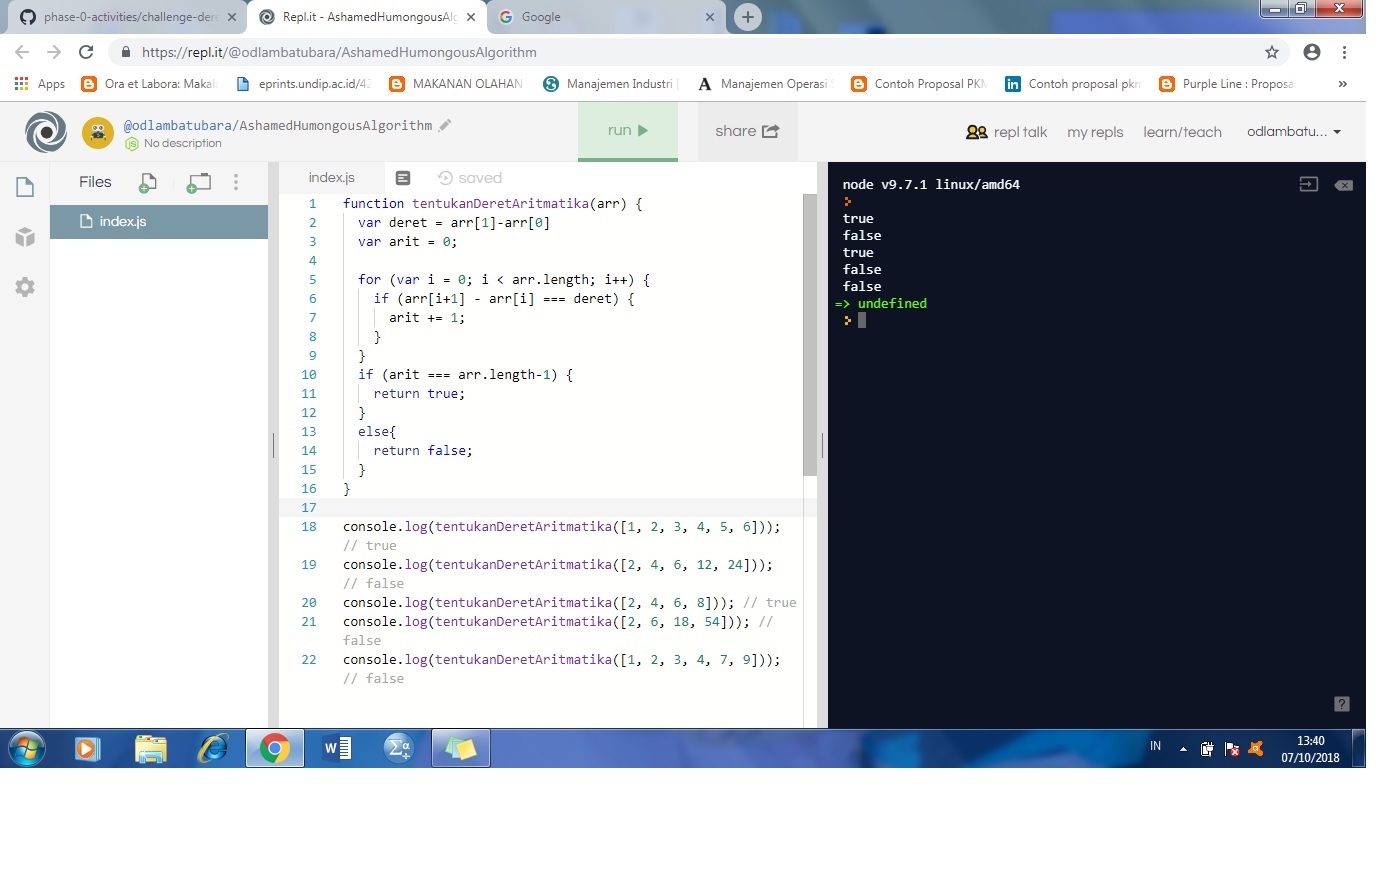 phase-0-activities/challenge-der
Repl.it - AshamedHumongousAlg
Google
https://repl.it/@odlambatubara/AshamedHumongousAlgorithm
Apps
Ora et Labora: Makal
eprints.undip.ac.id/42
MAKANAN OLAHAN
Manajemen Industri
Manajemen Operasi
Contoh Proposal PKM
Contoh proposal pkm
Purple Line : Proposa
»
@odlambatubara/AshamedHumongousAlgorithm
No description
run
share
repl talk
my repls
learn/teach
odlambatu...
Files
index.js
index.js
saved
1 function tentukanDeretAritmatika(arr) {
2 var deret = arr[1]-arr[0]
3 var arit = 0;
4
5 for (var i = 0; i < arr.length; i++) {
6 if (arr[i+1] - arr[i] === deret) {
7 arit += 1;
8 }
9 }
10 if (arit === arr.length-1) {
11 return true;
12 }
13 else{
14 return false;
15 }
16 }
17
18 console.log(tentukanDeretAritmatika([1, 2, 3, 4, 5, 6]));
// true
19 console.log(tentukanDeretAritmatika([2, 4, 6, 12, 24]));
// false
20 console.log(tentukanDeretAritmatika([2, 4, 6, 8])); // true
21 console.log(tentukanDeretAritmatika([2, 6, 18, 54])); //
false
22 console.log(tentukanDeretAritmatika([1, 2, 3, 4, 7, 9]));
// false
node v9.7.1 linux/amd64
true
false
true
false
false
=> undefined
?
IN
13:40
07/10/2018